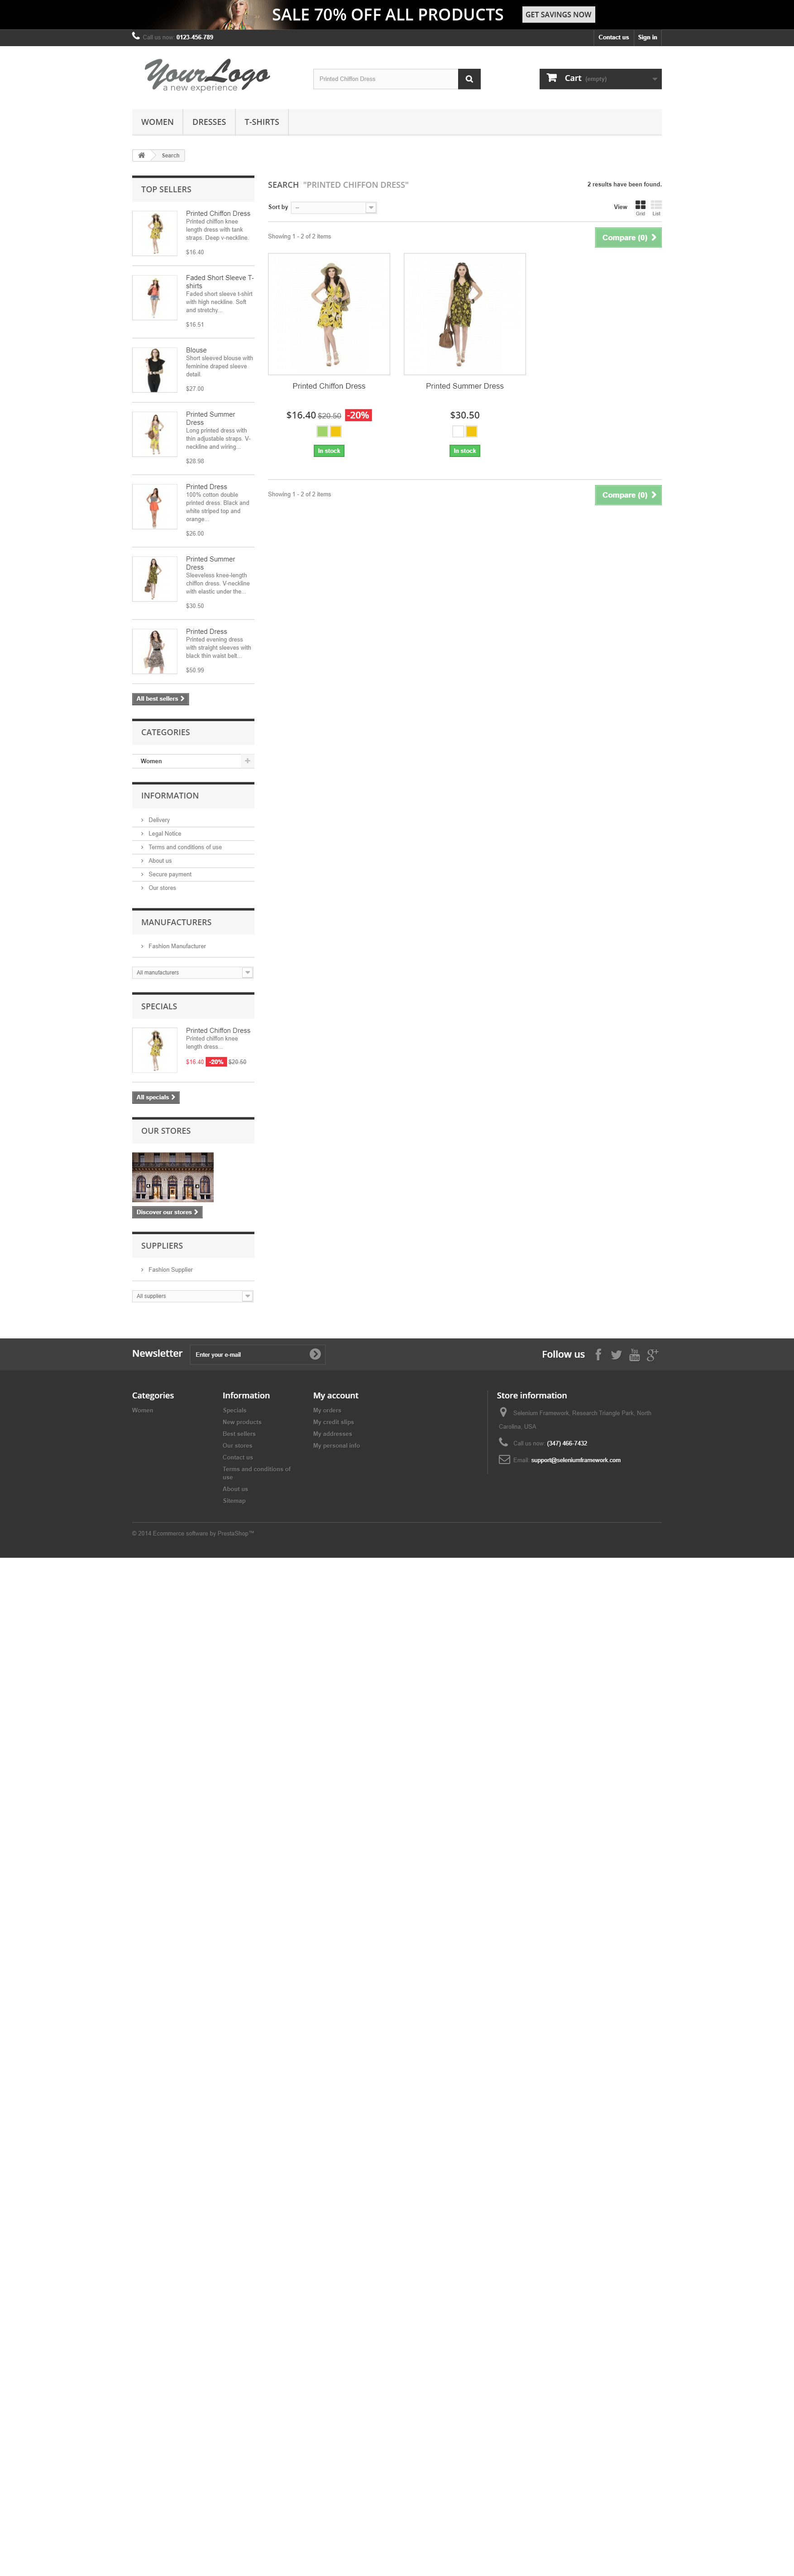 SALE 70% OFF ALL PRODUCTS
GET SAVINGS NOW
Call us now: 0123-456-789
Contact us
Sign in
YourLogo
a new experience
Printed Chiffon Dress
Cart (empty)
WOMEN
DRESSES
T-SHIRTS
Search
TOP SELLERS
Printed Chiffon Dress
Printed chiffon knee
length dress with tank
straps. Deep v-neckline.
$16.40
Faded Short Sleeve T-
shirts
Faded short sleeve t-shirt
with high neckline. Soft
and stretchy...
$16.51
Blouse
Short sleeved blouse with
feminine draped sleeve
detail.
$27.00
Printed Summer
Dress
Long printed dress with
thin adjustable straps. V-
neckline and wiring...
$28.98
Printed Dress
100% cotton double
printed dress. Black and
white striped top and
orange...
$26.00
Printed Summer
Dress
Sleeveless knee-length
chiffon dress. V-neckline
with elastic under the...
$30.50
Printed Dress
Printed evening dress
with straight sleeves with
black thin waist belt...
$50.99
All best sellers
CATEGORIES
Women
INFORMATION
Delivery
Legal Notice
Terms and conditions of use
About us
Secure payment
Our stores
MANUFACTURERS
Fashion Manufacturer
All manufacturers
SPECIALS
Printed Chiffon Dress
Printed chiffon knee
length dress...
$16.40 -20% $20.50
All specials
OUR STORES
Discover our stores
SUPPLIERS
Fashion Supplier
All suppliers
SEARCH "PRINTED CHIFFON DRESS"
2 results have been found.
Sort by
--
View
Grid
List
Showing 1 - 2 of 2 items
Compare (0)
Printed Chiffon Dress
$16.40 $20.50 -20%
In stock
Printed Summer Dress
$30.50
In stock
Showing 1 - 2 of 2 items
Compare (0)
Newsletter
Enter your e-mail
Follow us
Categories
Women
Information
Specials
New products
Best sellers
Our stores
Contact us
Terms and conditions of
use
About us
Sitemap
My account
My orders
My credit slips
My addresses
My personal info
Store information
Selenium Framework, Research Triangle Park, North
Carolina, USA
Call us now: (347) 466-7432
Email: support@seleniumframework.com
© 2014 Ecommerce software by PrestaShop™